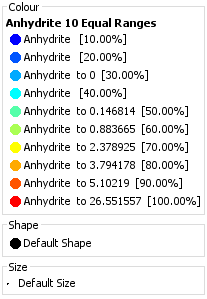 Colour
Anhydrite 10 Equal Ranges
Anhydrite [10.00%]
Anhydrite [20.00%]
Anhydrite to 0 [30.00%]
Anhydrite [40.00%]
Anhydrite to 0.146814 [50.00%]
Anhydrite to 0.883665 [60.00%]
Anhydrite to 2.378925 [70.00%]
Anhydrite to 3.794178 [80.00%]
Anhydrite to 5.10219 [90.00%]
Anhydrite to 26.551557 [100.00%]
Shape
Default Shape
Size
Default Size